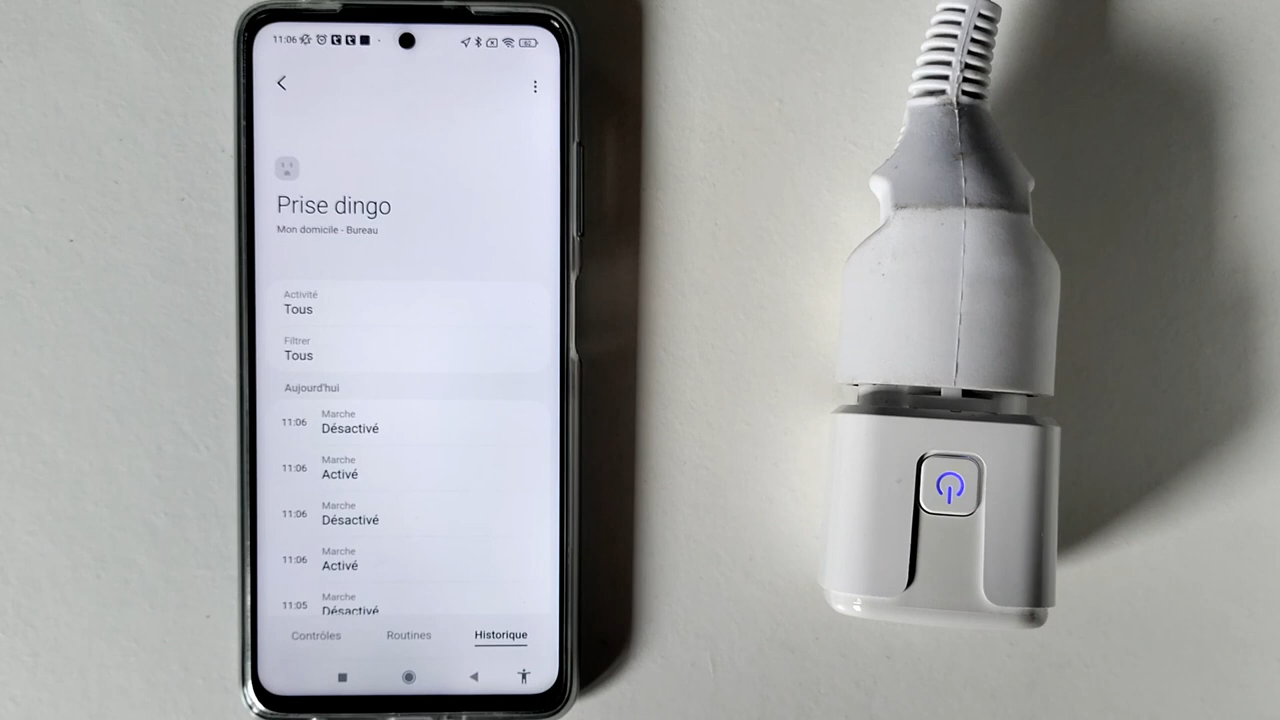 11:06
62
Prise dingo
Mon domicile - Bureau
Activité
Tous
Filtrer
Tous
Aujourd'hui
11:06 Marche
Désactivé
11:06 Marche
Activé
11:06 Marche
Désactivé
11:06 Marche
Activé
11:05 Marche
Désactivé
Contrôles Routines Historique